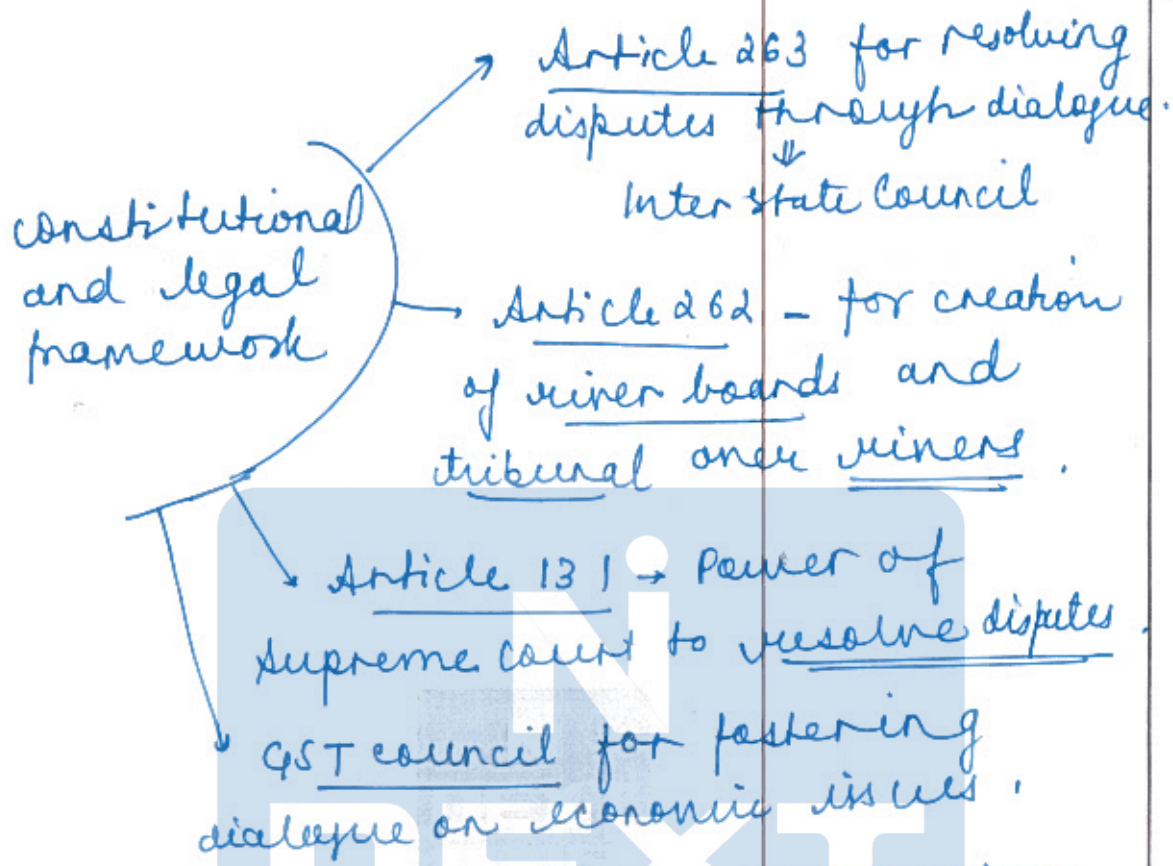 Article 263 for resolving
disputes through dialogue.
⇓
Inter state Council
constitutional
and legal
framework
Article 262 – for creation
of river boards and
tribunal over rivers.
Article 131 → Power of
Supreme court to resolve disputes.
GST council for fostering
dialogue on economic issues.